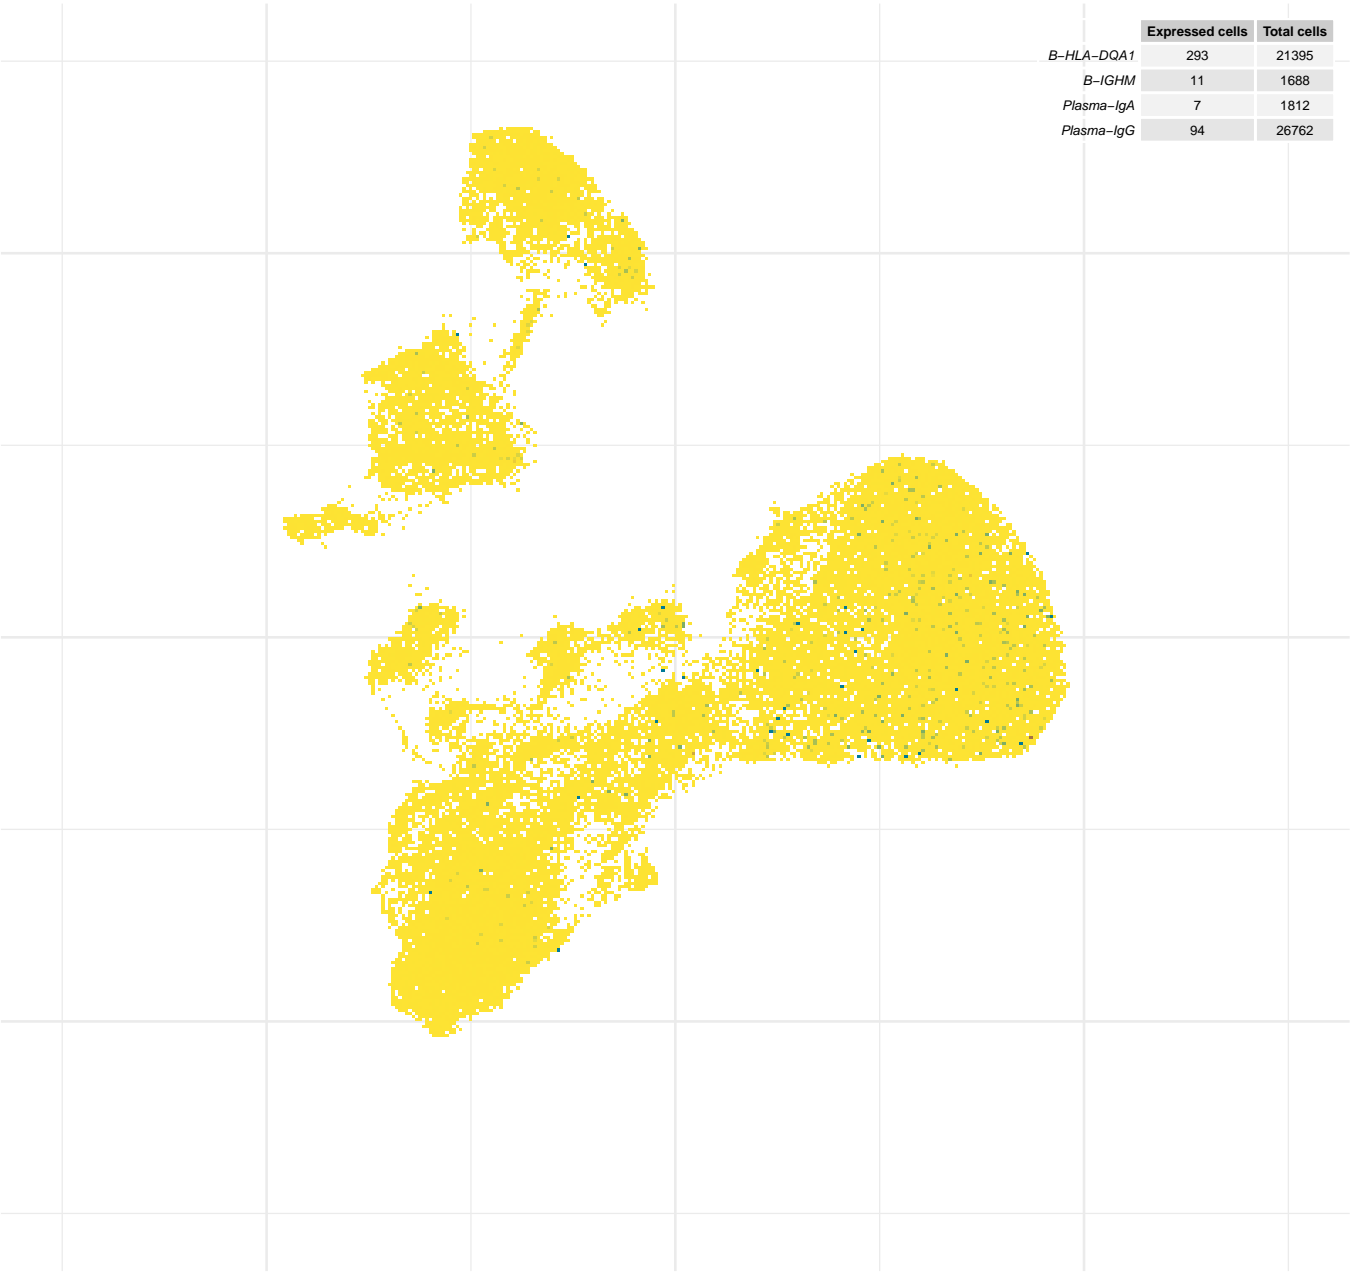 Expressed cells Total cells
B−HLA−DQA1 293 21395
B−IGHM 11 1688
Plasma−IgA 7 1812
Plasma−IgG 94 26762